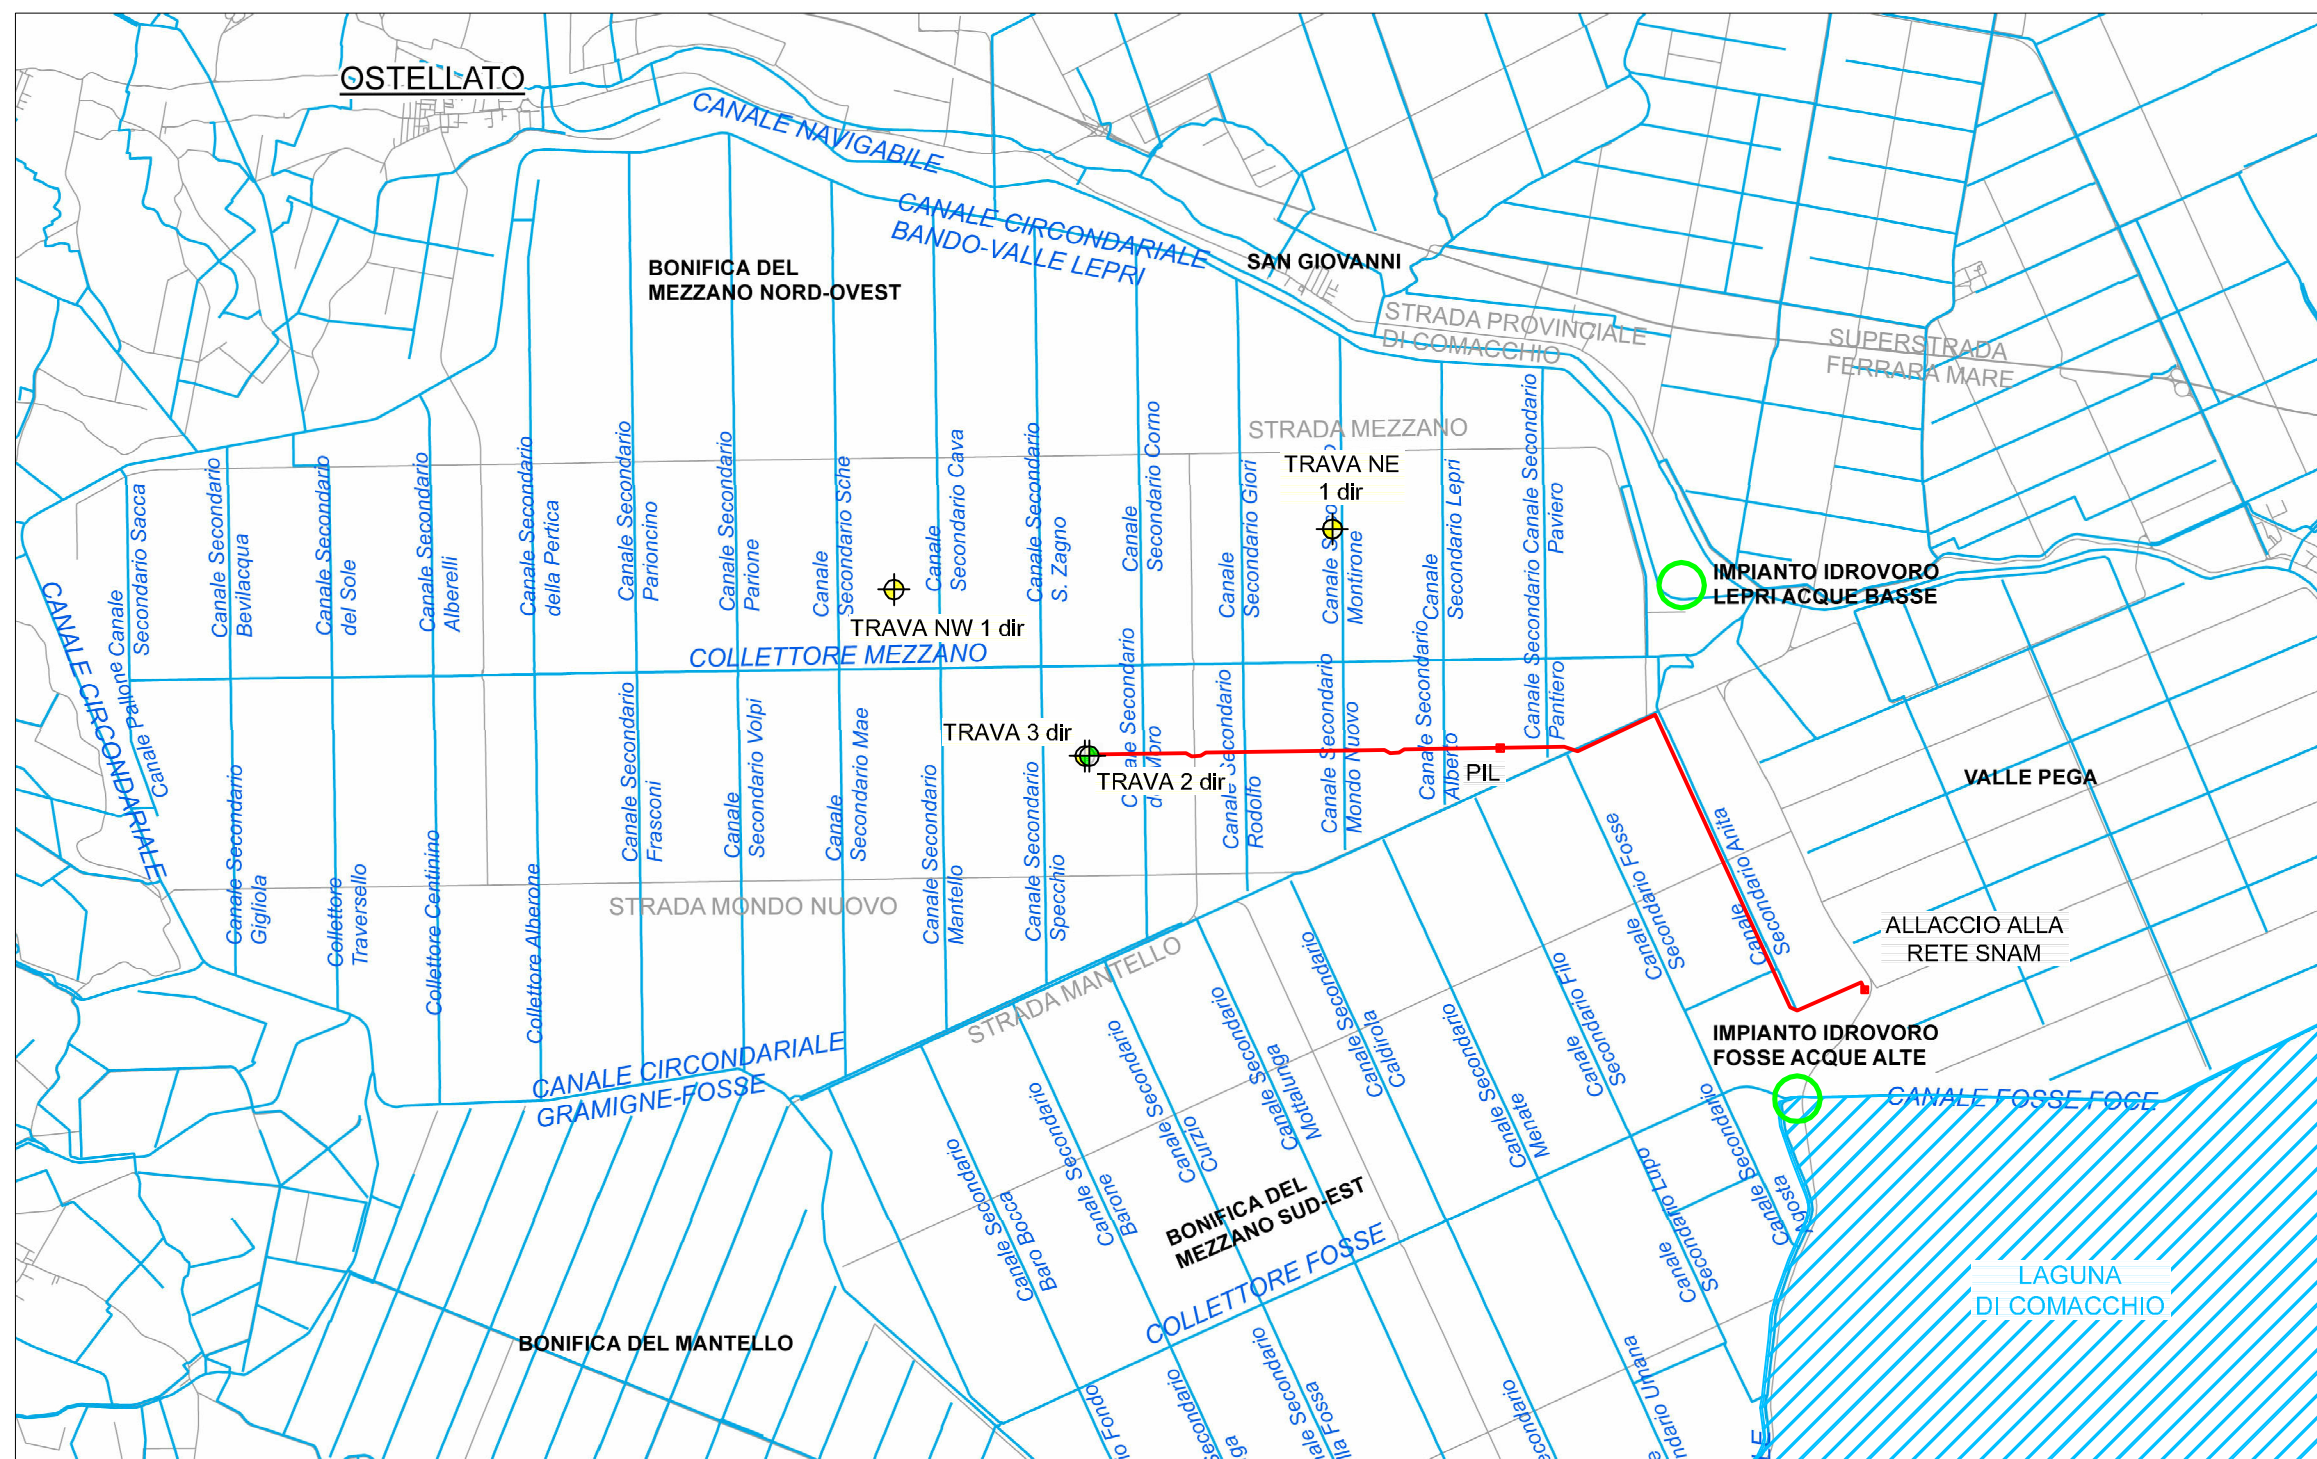 OSTELLATO
CANALE NAVIGABILE
CANALE CIRCONDARIALE
BANDO-VALLE LEPRI
BONIFICA DEL
MEZZANO NORD-OVEST
SAN GIOVANNI
STRADA PROVINCIALE
DI COMACCHIO
SUPERSTRADA
FERRARA MARE
STRADA MEZZANO
TRAVA NE
1 dir
Canale
Secondario Sacca
Canale Secondario
Bevilacqua
Canale Secondario
del Sole
Canale Secondario
Alberelli
Canale Secondario
della Pertica
Canale Secondario
Parioncino
Canale Secondario
Parione
Canale
Secondario Sche
Canale
Secondario Cava
Canale Secondario
S. Zagno
Canale
Secondario Corno
Canale
Secondario Giori
Canale
Montirone
Canale
Secondario Lepri
Canale Secondario
Paviero
IMPIANTO IDROVORO
LEPRI ACQUE BASSE
TRAVA NW 1 dir
COLLETTORE MEZZANO
CANALE CIRCONDARIALE
Canale Pallone
TRAVA 3 dir
TRAVA 2 dir
PIL
Canale Secondario
Gigliola
Collettore
Traversello
Collettore Centinino
Collettore Alberone
Canale Secondario
Frasconi
Canale
Secondario Volpi
Canale
Secondario Mae
Canale Secondario
Mantello
Canale Secondario
Specchio
Secondario
Canale Secondario
Rodolfo
Canale Secondario
Mondo Nuovo
Canale Secondario
Alberto
Canale Secondario
Pantiero
VALLE PEGA
STRADA MONDO NUOVO
Canale
Secondario Fosse
Canale
Secondario Anita
ALLACCIO ALLA
RETE SNAM
STRADA MANTELLO
IMPIANTO IDROVORO
FOSSE ACQUE ALTE
CANALE FOSSE FOCE
CANALE CIRCONDARIALE
GRAMIGNE-FOSSE
Canale Secondario
Baro Bocca
Canale Secondario
Barone
Canale Secondario
Curzio
Canale Secondario
Mottalunga
Canale Secondario
Caldirola
Canale Secondario
Menate
Canale
Secondario Filo
Canale
Secondario Lupo
Canale Secondario
Agosta
BONIFICA DEL
MEZZANO SUD-EST
COLLETTORE FOSSE
BONIFICA DEL MANTELLO
LAGUNA
DI COMACCHIO
Fondo
Fossa
Umana